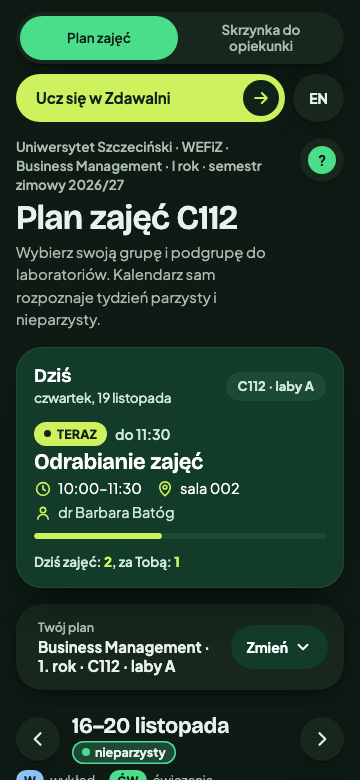 Plan zajęć
Skrzynka do
opiekunki
Ucz się w Zdawalni
EN
Uniwersytet Szczeciński · WEFiZ ·
Business Management · I rok · semestr
zimowy 2026/27
?
Plan zajęć C112
Wybierz swoją grupę i podgrupę do
laboratoriów. Kalendarz sam
rozpoznaje tydzień parzysty i
nieparzysty.
Dziś
czwartek, 19 listopada
C112 · laby A
TERAZ do 11:30
Odrabianie zajęć
10:00–11:30 sala 002
dr Barbara Batóg
Dziś zajęć: 2, za Tobą: 1
Twój plan
Business Management ·
1. rok · C112 · laby A
Zmień
16–20 listopada
nieparzysty
W wykład ĆW ćwiczenia